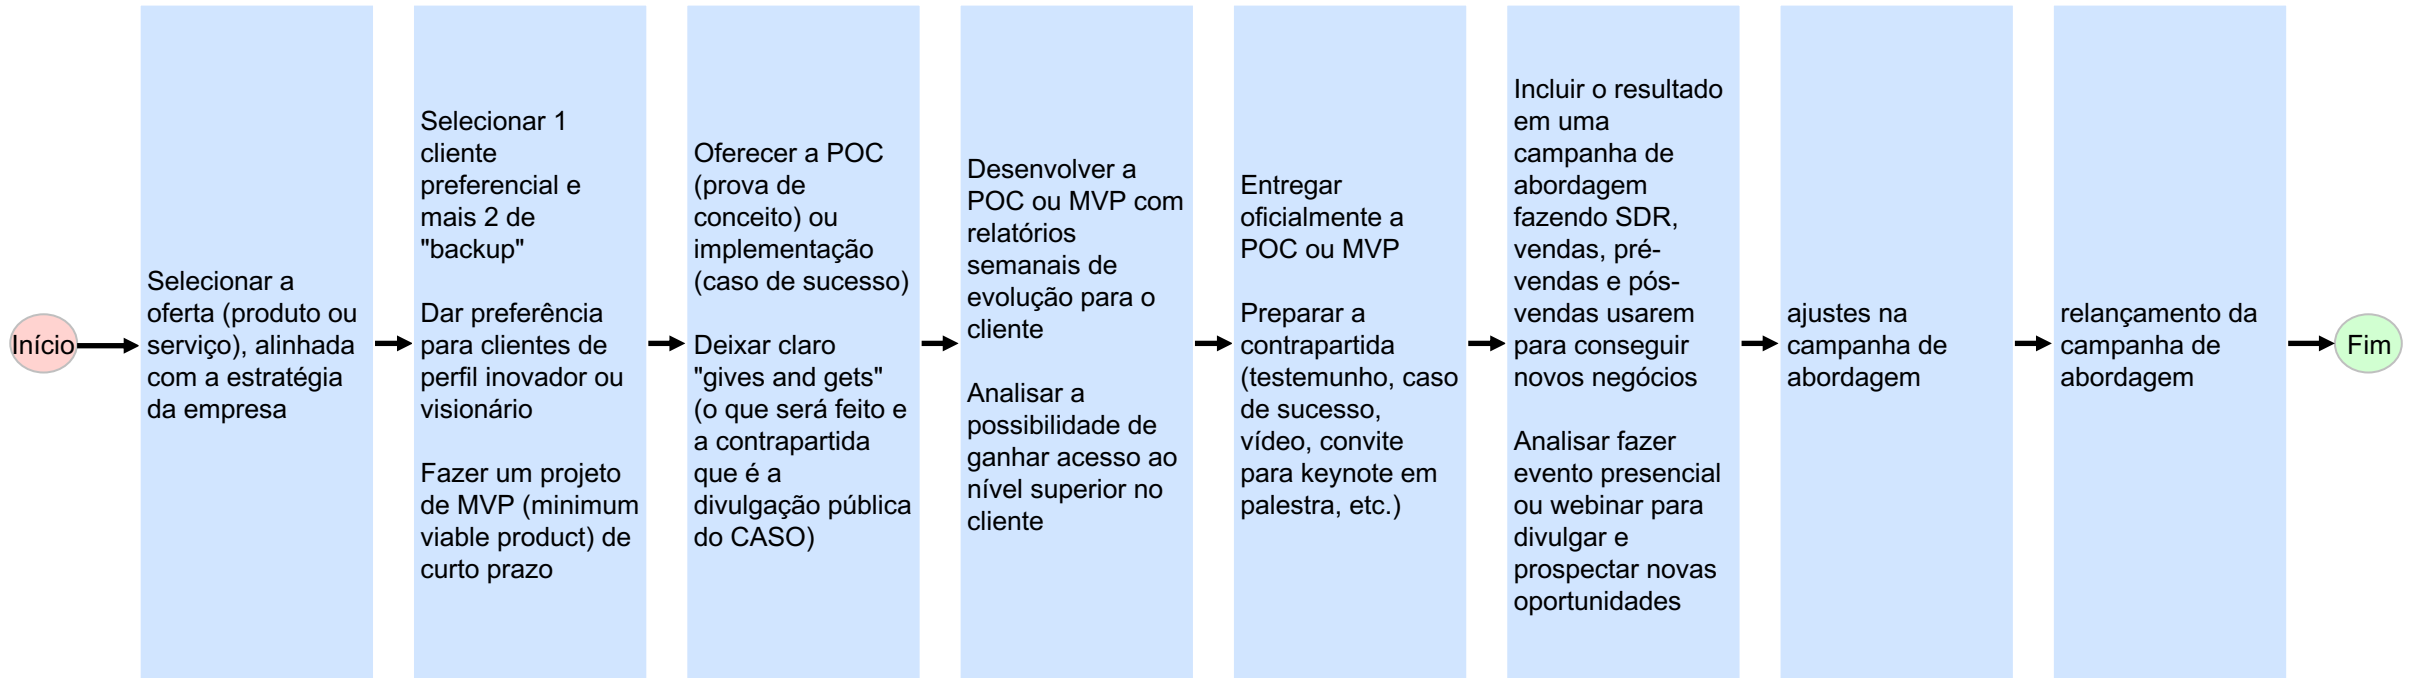 Início
Selecionar a
oferta (produto ou
serviço), alinhada
com a estratégia
da empresa
Selecionar 1
cliente
preferencial e
mais 2 de
"backup"
Dar preferência
para clientes de
perfil inovador ou
visionário
Fazer um projeto
de MVP (minimum
viable product) de
curto prazo
Oferecer a POC
(prova de
conceito) ou
implementação
(caso de sucesso)
Deixar claro
"gives and gets"
(o que será feito e
a contrapartida
que é a
divulgação pública
do CASO)
Desenvolver a
POC ou MVP com
relatórios
semanais de
evolução para o
cliente
Analisar a
possibilidade de
ganhar acesso ao
nível superior no
cliente
Entregar
oficialmente a
POC ou MVP
Preparar a
contrapartida
(testemunho, caso
de sucesso,
vídeo, convite
para keynote em
palestra, etc.)
Incluir o resultado
em uma
campanha de
abordagem
fazendo SDR,
vendas, pré-
vendas e pós-
vendas usarem
para conseguir
novos negócios
Analisar fazer
evento presencial
ou webinar para
divulgar e
prospectar novas
oportunidades
ajustes na
campanha de
abordagem
relançamento da
campanha de
abordagem
Fim